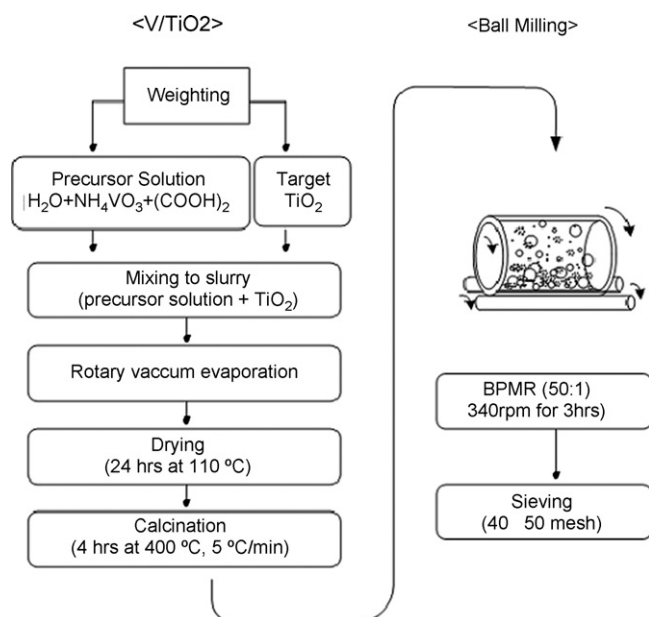 <V/TiO2>
Weighting
Precursor Solution
H₂O+NH₄VO₃+(COOH)₂
Target
TiO₂
Mixing to slurry
(precursor solution + TiO₂)
Rotary vaccum evaporation
Drying
(24 hrs at 110 ºC)
Calcination
(4 hrs at 400 ºC, 5 ºC/min)
<Ball Milling>
BPMR (50:1)
340rpm for 3hrs)
Sieving
(40 50 mesh)